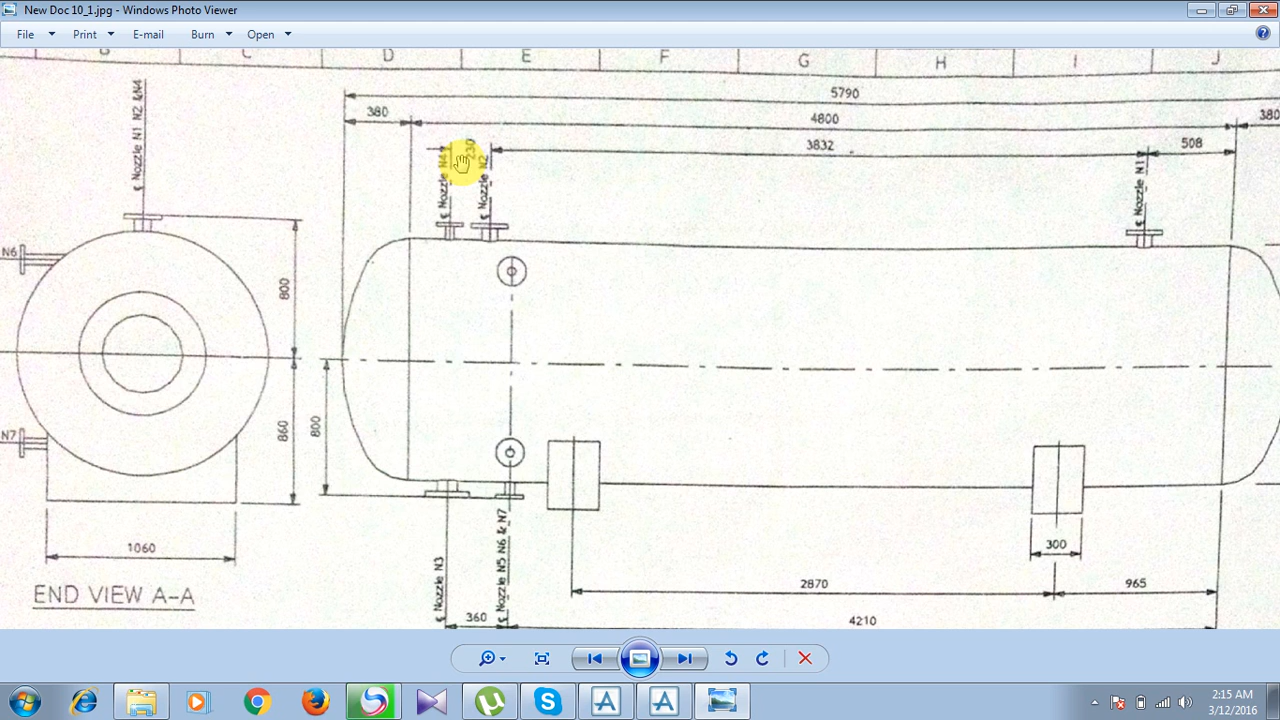 New Doc 10_1.jpg - Windows Photo Viewer
File Print E-mail Burn Open
C D E F G H I J
5790
380 4800 380
3832 508
230
℄ Nozzle N1 N2 &N4
℄ Nozzle N4
℄ Nozzle N2
℄ Nozzle N1
N6
800
860
800
N7
1060
END VIEW A-A
℄ Nozzle N3
℄ Nozzle N5 N6 & N7
300
2870 965
360 4210
2:15 AM
3/12/2016